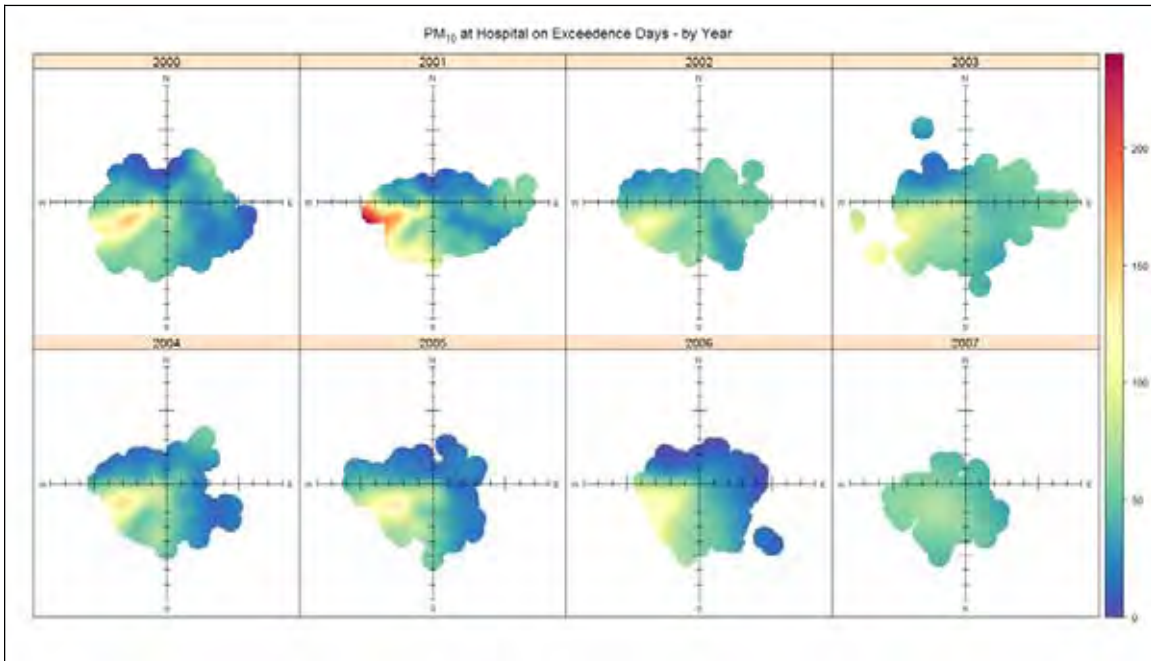 PM10 at Hospital on Exceedence Days - by Year
2000 2001 2002 2003
N N N N
W E W E W E W E
S S S S
2004 2005 2006 2007
N N N N
W E W E W E W E
S S S S
200
150
100
50
0